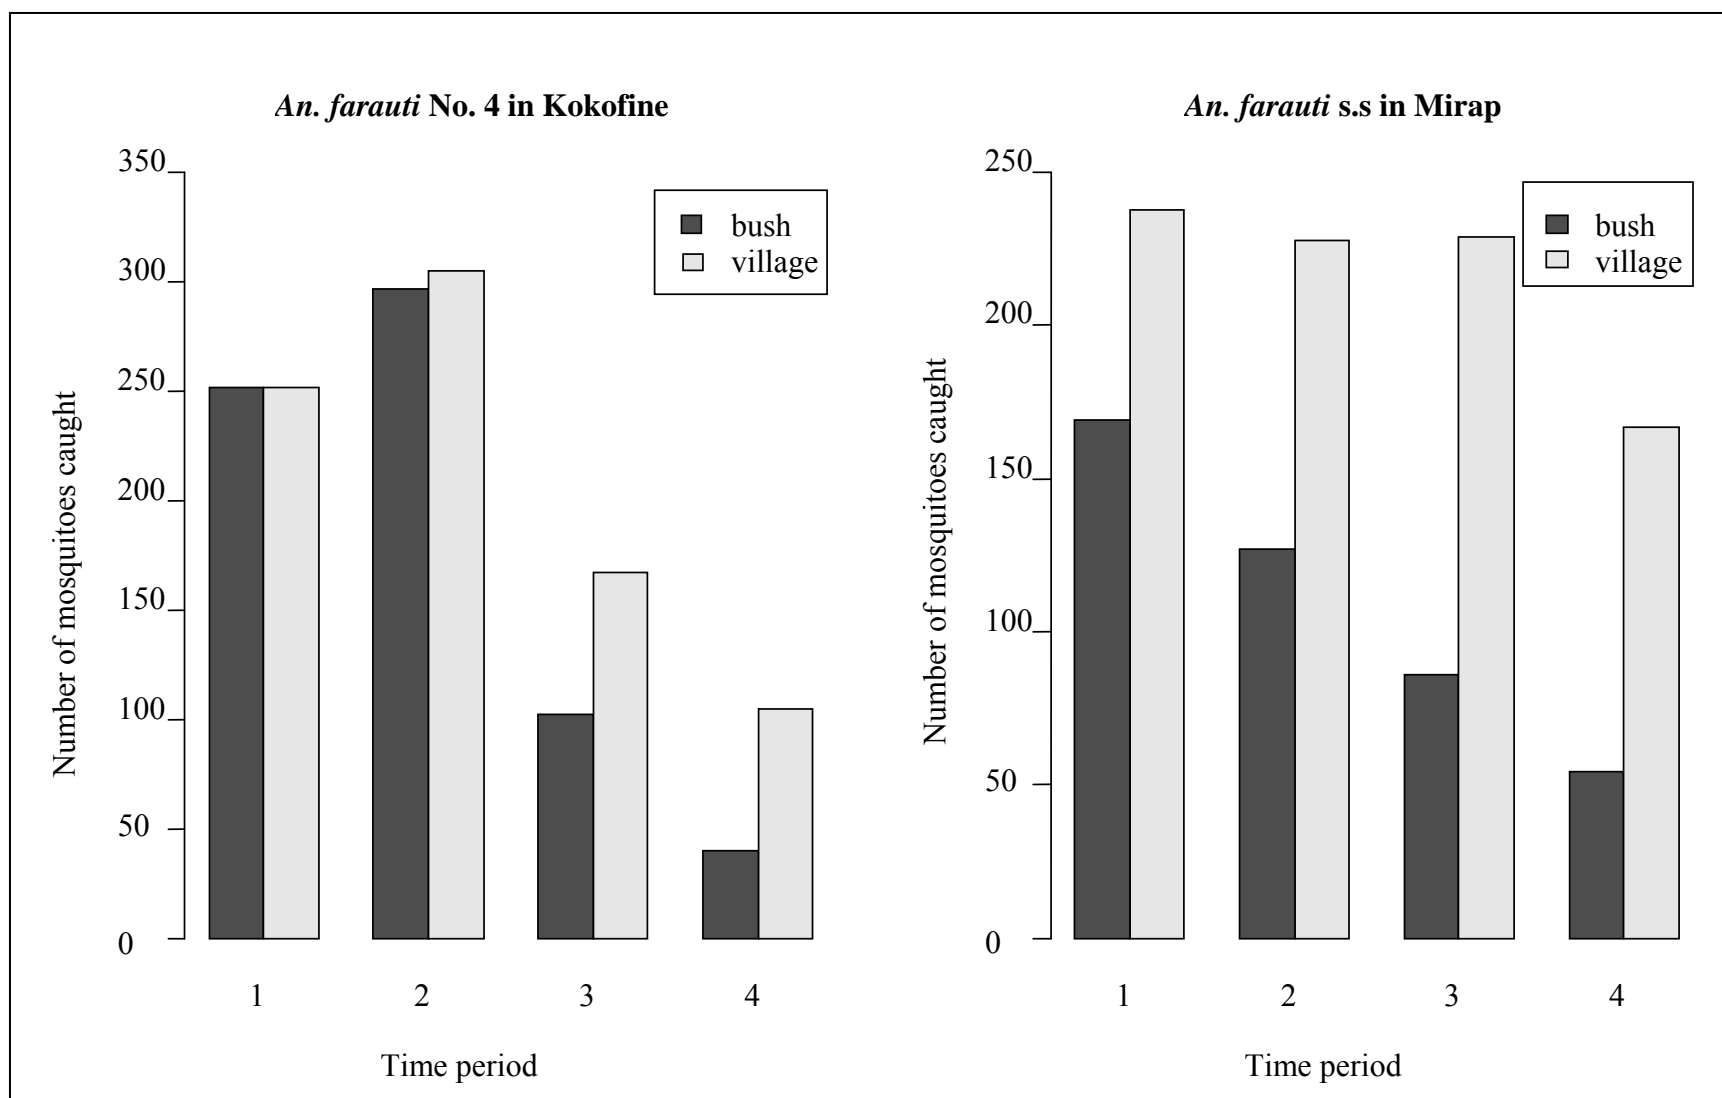 An. farauti No. 4 in Kokofine
350
300
250
200
150
100
50
0
Number of mosquitoes caught
bush
village
1 2 3 4
Time period
An. farauti s.s in Mirap
250
200
150
100
50
0
Number of mosquitoes caught
bush
village
1 2 3 4
Time period